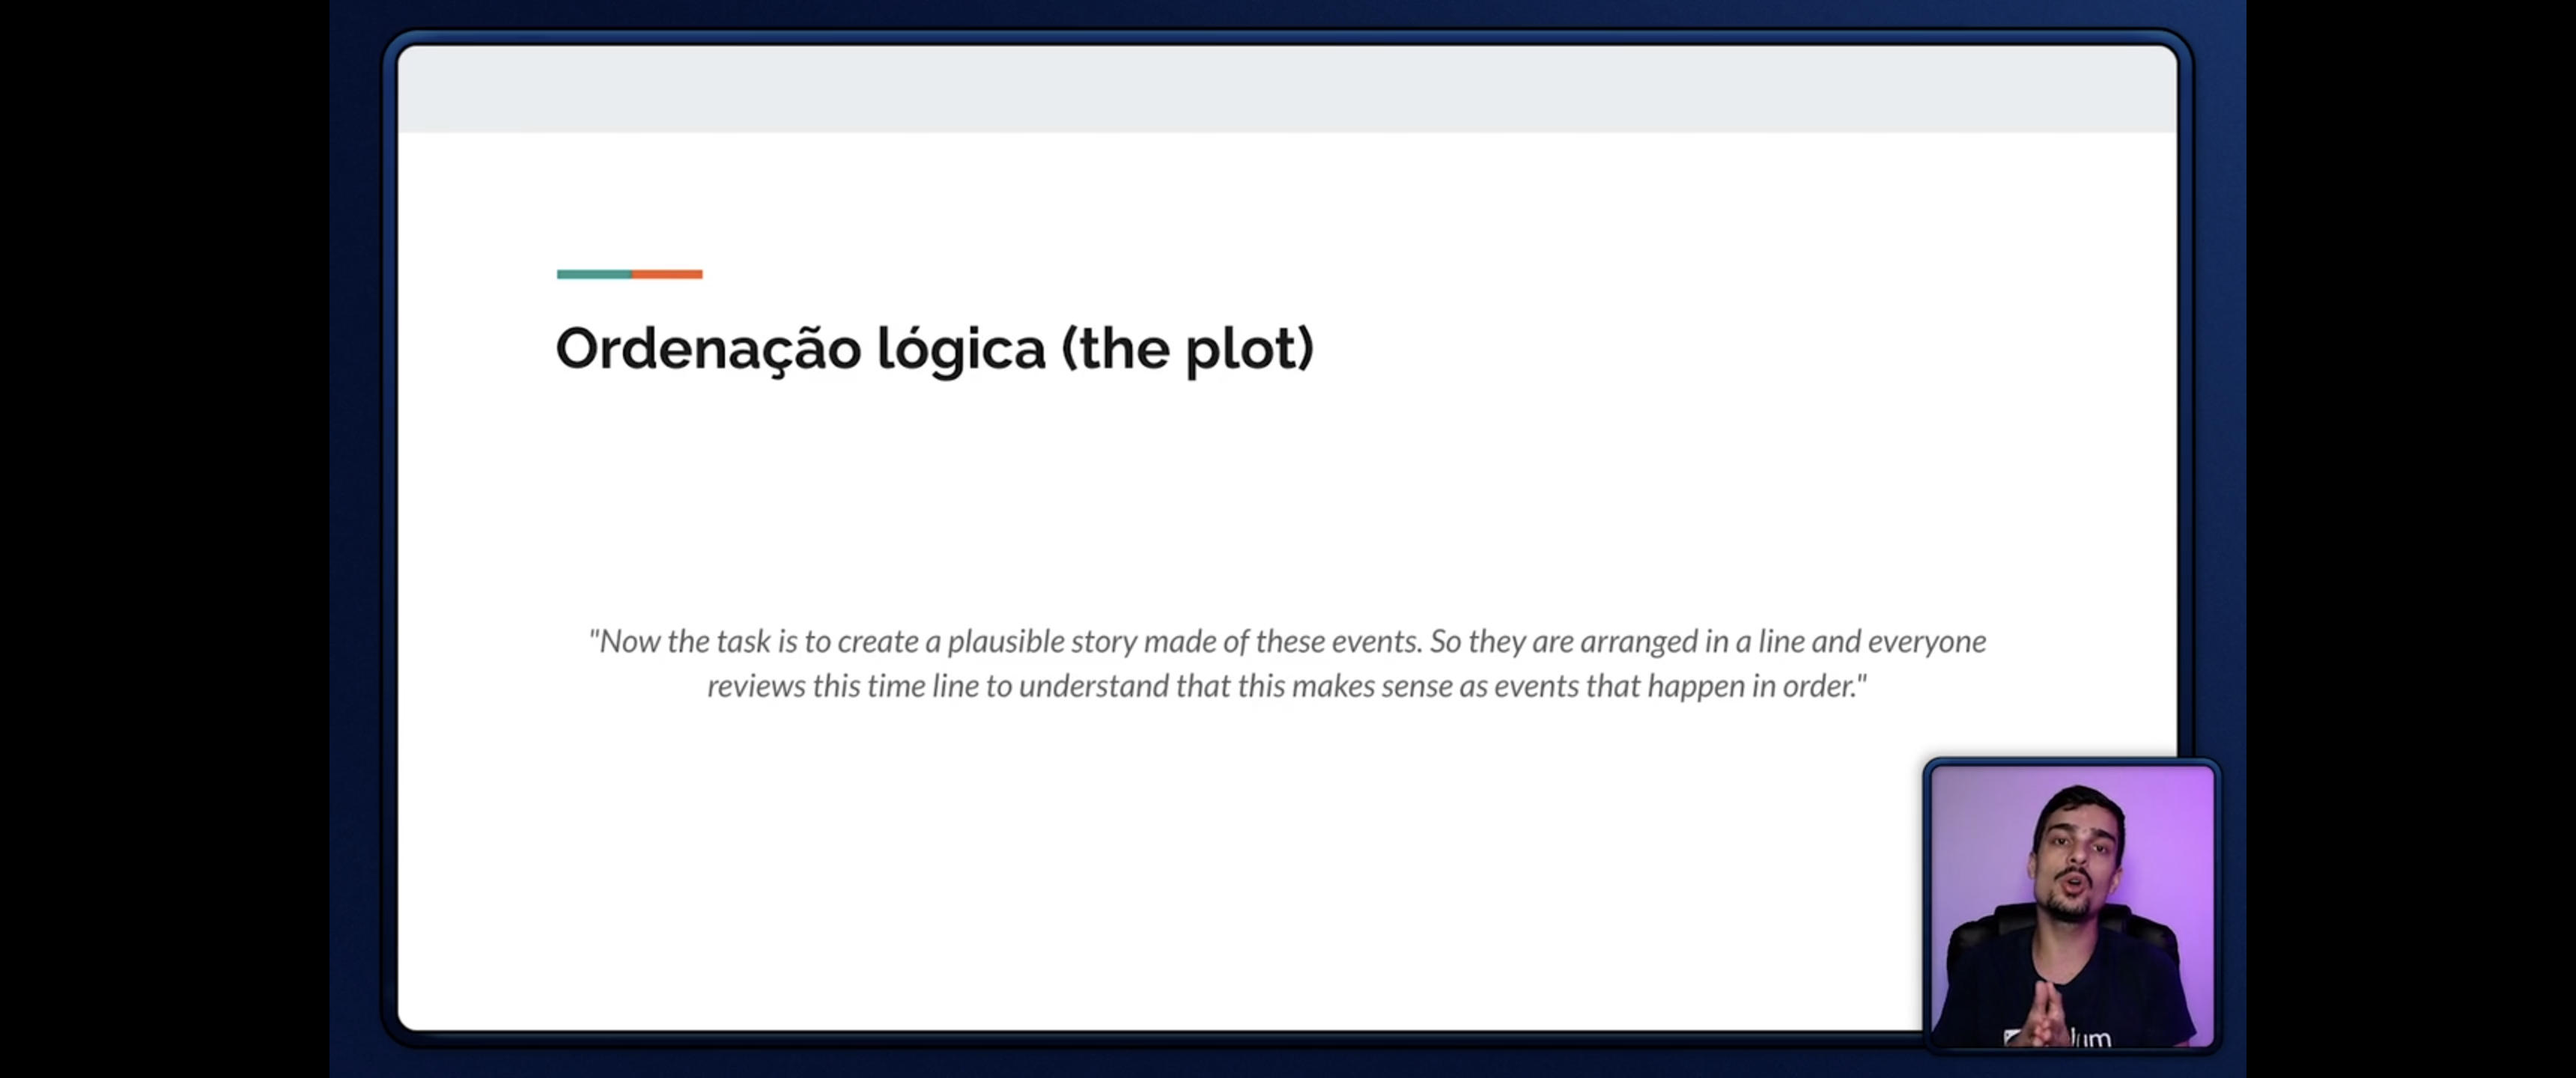 Ordenação lógica (the plot)
"Now the task is to create a plausible story made of these events. So they are arranged in a line and everyone
reviews this time line to understand that this makes sense as events that happen in order."